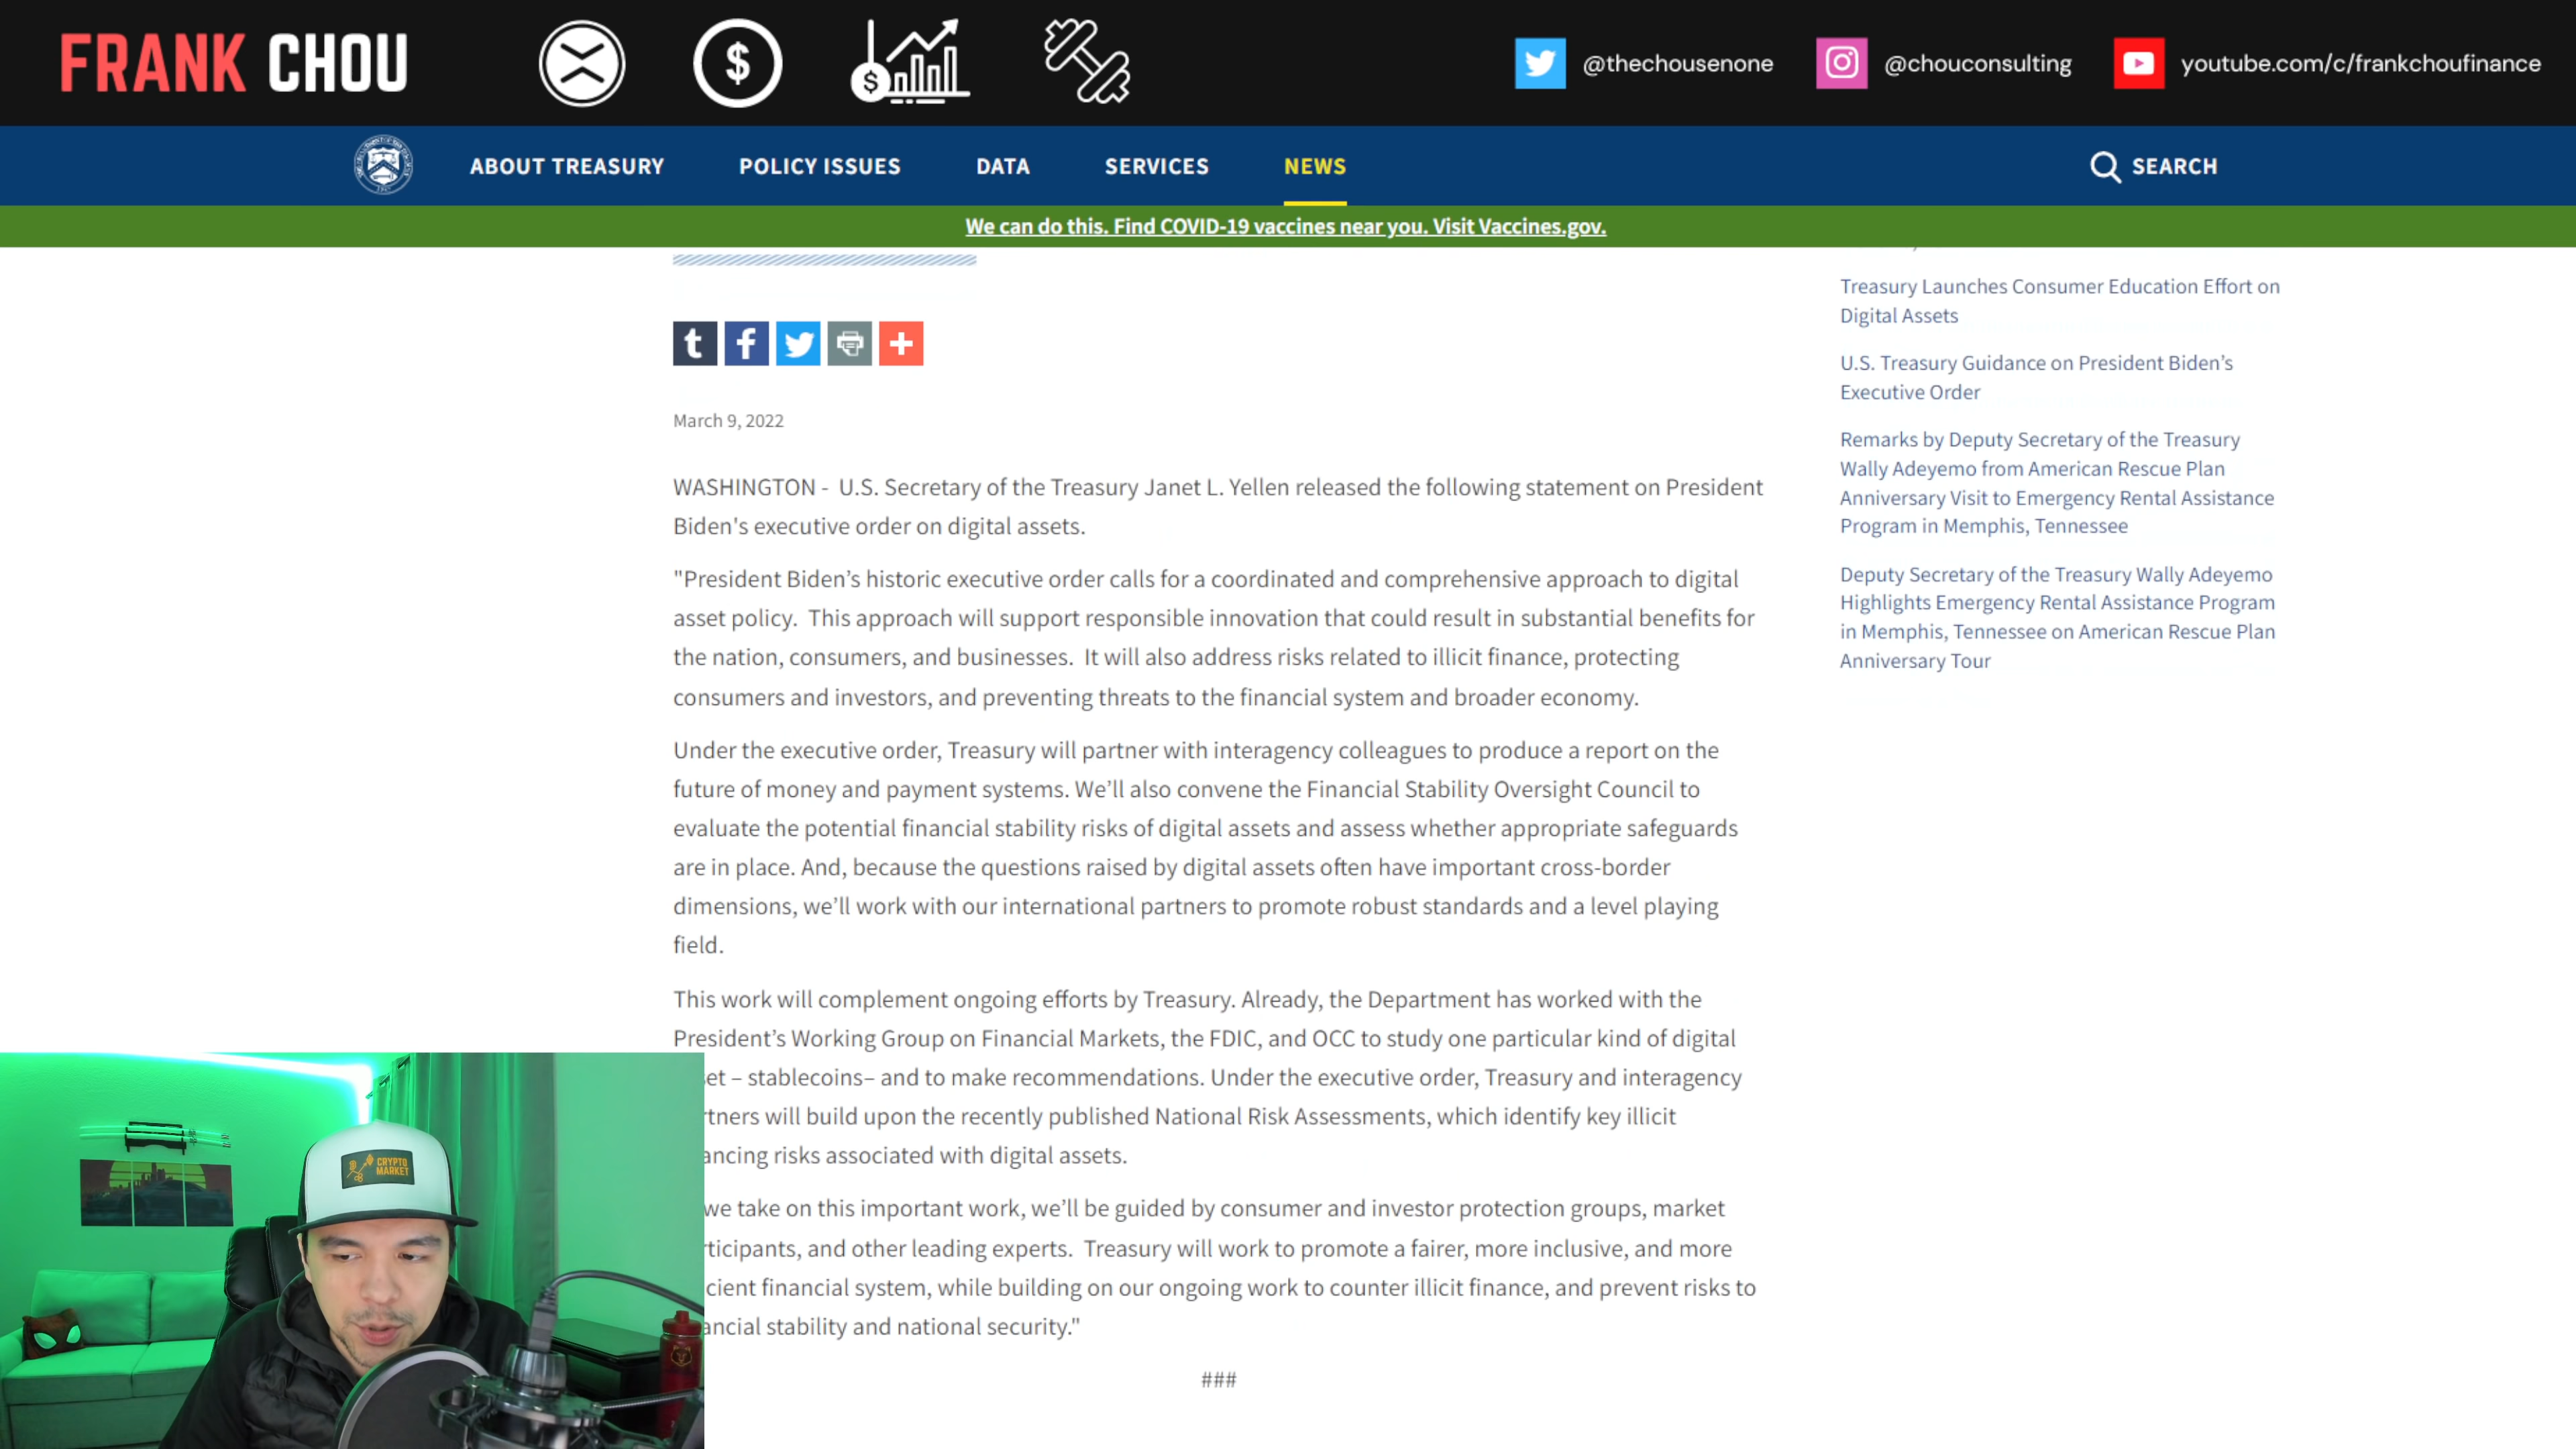 FRANK CHOU
@thechousenone
@chouconsulting
youtube.com/c/frankchoufinance
ABOUT TREASURY
POLICY ISSUES
DATA
SERVICES
NEWS
SEARCH
We can do this. Find COVID-19 vaccines near you. Visit Vaccines.gov.
March 9, 2022
WASHINGTON - U.S. Secretary of the Treasury Janet L. Yellen released the following statement on President
Biden's executive order on digital assets.
"President Biden’s historic executive order calls for a coordinated and comprehensive approach to digital
asset policy. This approach will support responsible innovation that could result in substantial benefits for
the nation, consumers, and businesses. It will also address risks related to illicit finance, protecting
consumers and investors, and preventing threats to the financial system and broader economy.
Under the executive order, Treasury will partner with interagency colleagues to produce a report on the
future of money and payment systems. We’ll also convene the Financial Stability Oversight Council to
evaluate the potential financial stability risks of digital assets and assess whether appropriate safeguards
are in place. And, because the questions raised by digital assets often have important cross-border
dimensions, we’ll work with our international partners to promote robust standards and a level playing
field.
This work will complement ongoing efforts by Treasury. Already, the Department has worked with the
President’s Working Group on Financial Markets, the FDIC, and OCC to study one particular kind of digital
et – stablecoins– and to make recommendations. Under the executive order, Treasury and interagency
tners will build upon the recently published National Risk Assessments, which identify key illicit
ancing risks associated with digital assets.
we take on this important work, we’ll be guided by consumer and investor protection groups, market
ticipants, and other leading experts. Treasury will work to promote a fairer, more inclusive, and more
cient financial system, while building on our ongoing work to counter illicit finance, and prevent risks to
ancial stability and national security."
###
Treasury Launches Consumer Education Effort on
Digital Assets
U.S. Treasury Guidance on President Biden’s
Executive Order
Remarks by Deputy Secretary of the Treasury
Wally Adeyemo from American Rescue Plan
Anniversary Visit to Emergency Rental Assistance
Program in Memphis, Tennessee
Deputy Secretary of the Treasury Wally Adeyemo
Highlights Emergency Rental Assistance Program
in Memphis, Tennessee on American Rescue Plan
Anniversary Tour
CRYPTO
MARKET